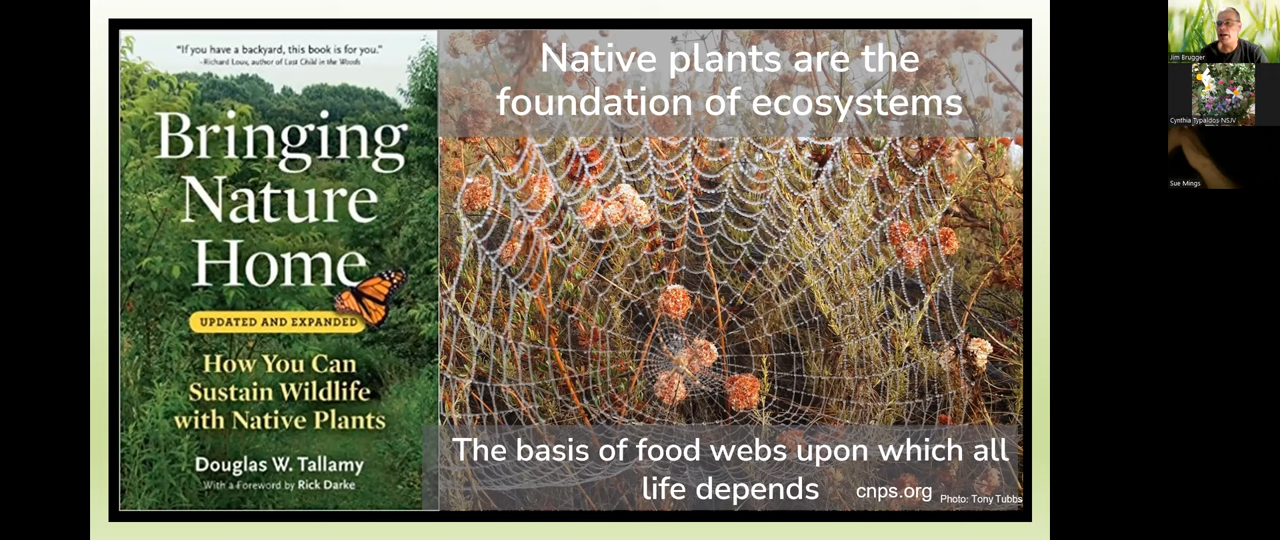 "If you have a backyard, this book is for you."
–Richard Louv, author of Last Child in the Woods
Bringing
Nature
Home
UPDATED AND EXPANDED
How You Can
Sustain Wildlife
with Native Plants
Douglas W. Tallamy
With a Foreword by Rick Darke
Native plants are the
foundation of ecosystems
The basis of food webs upon which all
life depends
cnps.org
Photo: Tony Tubbs
Jim Brugger
Cynthia Typaldos NSJV
Sue Mings